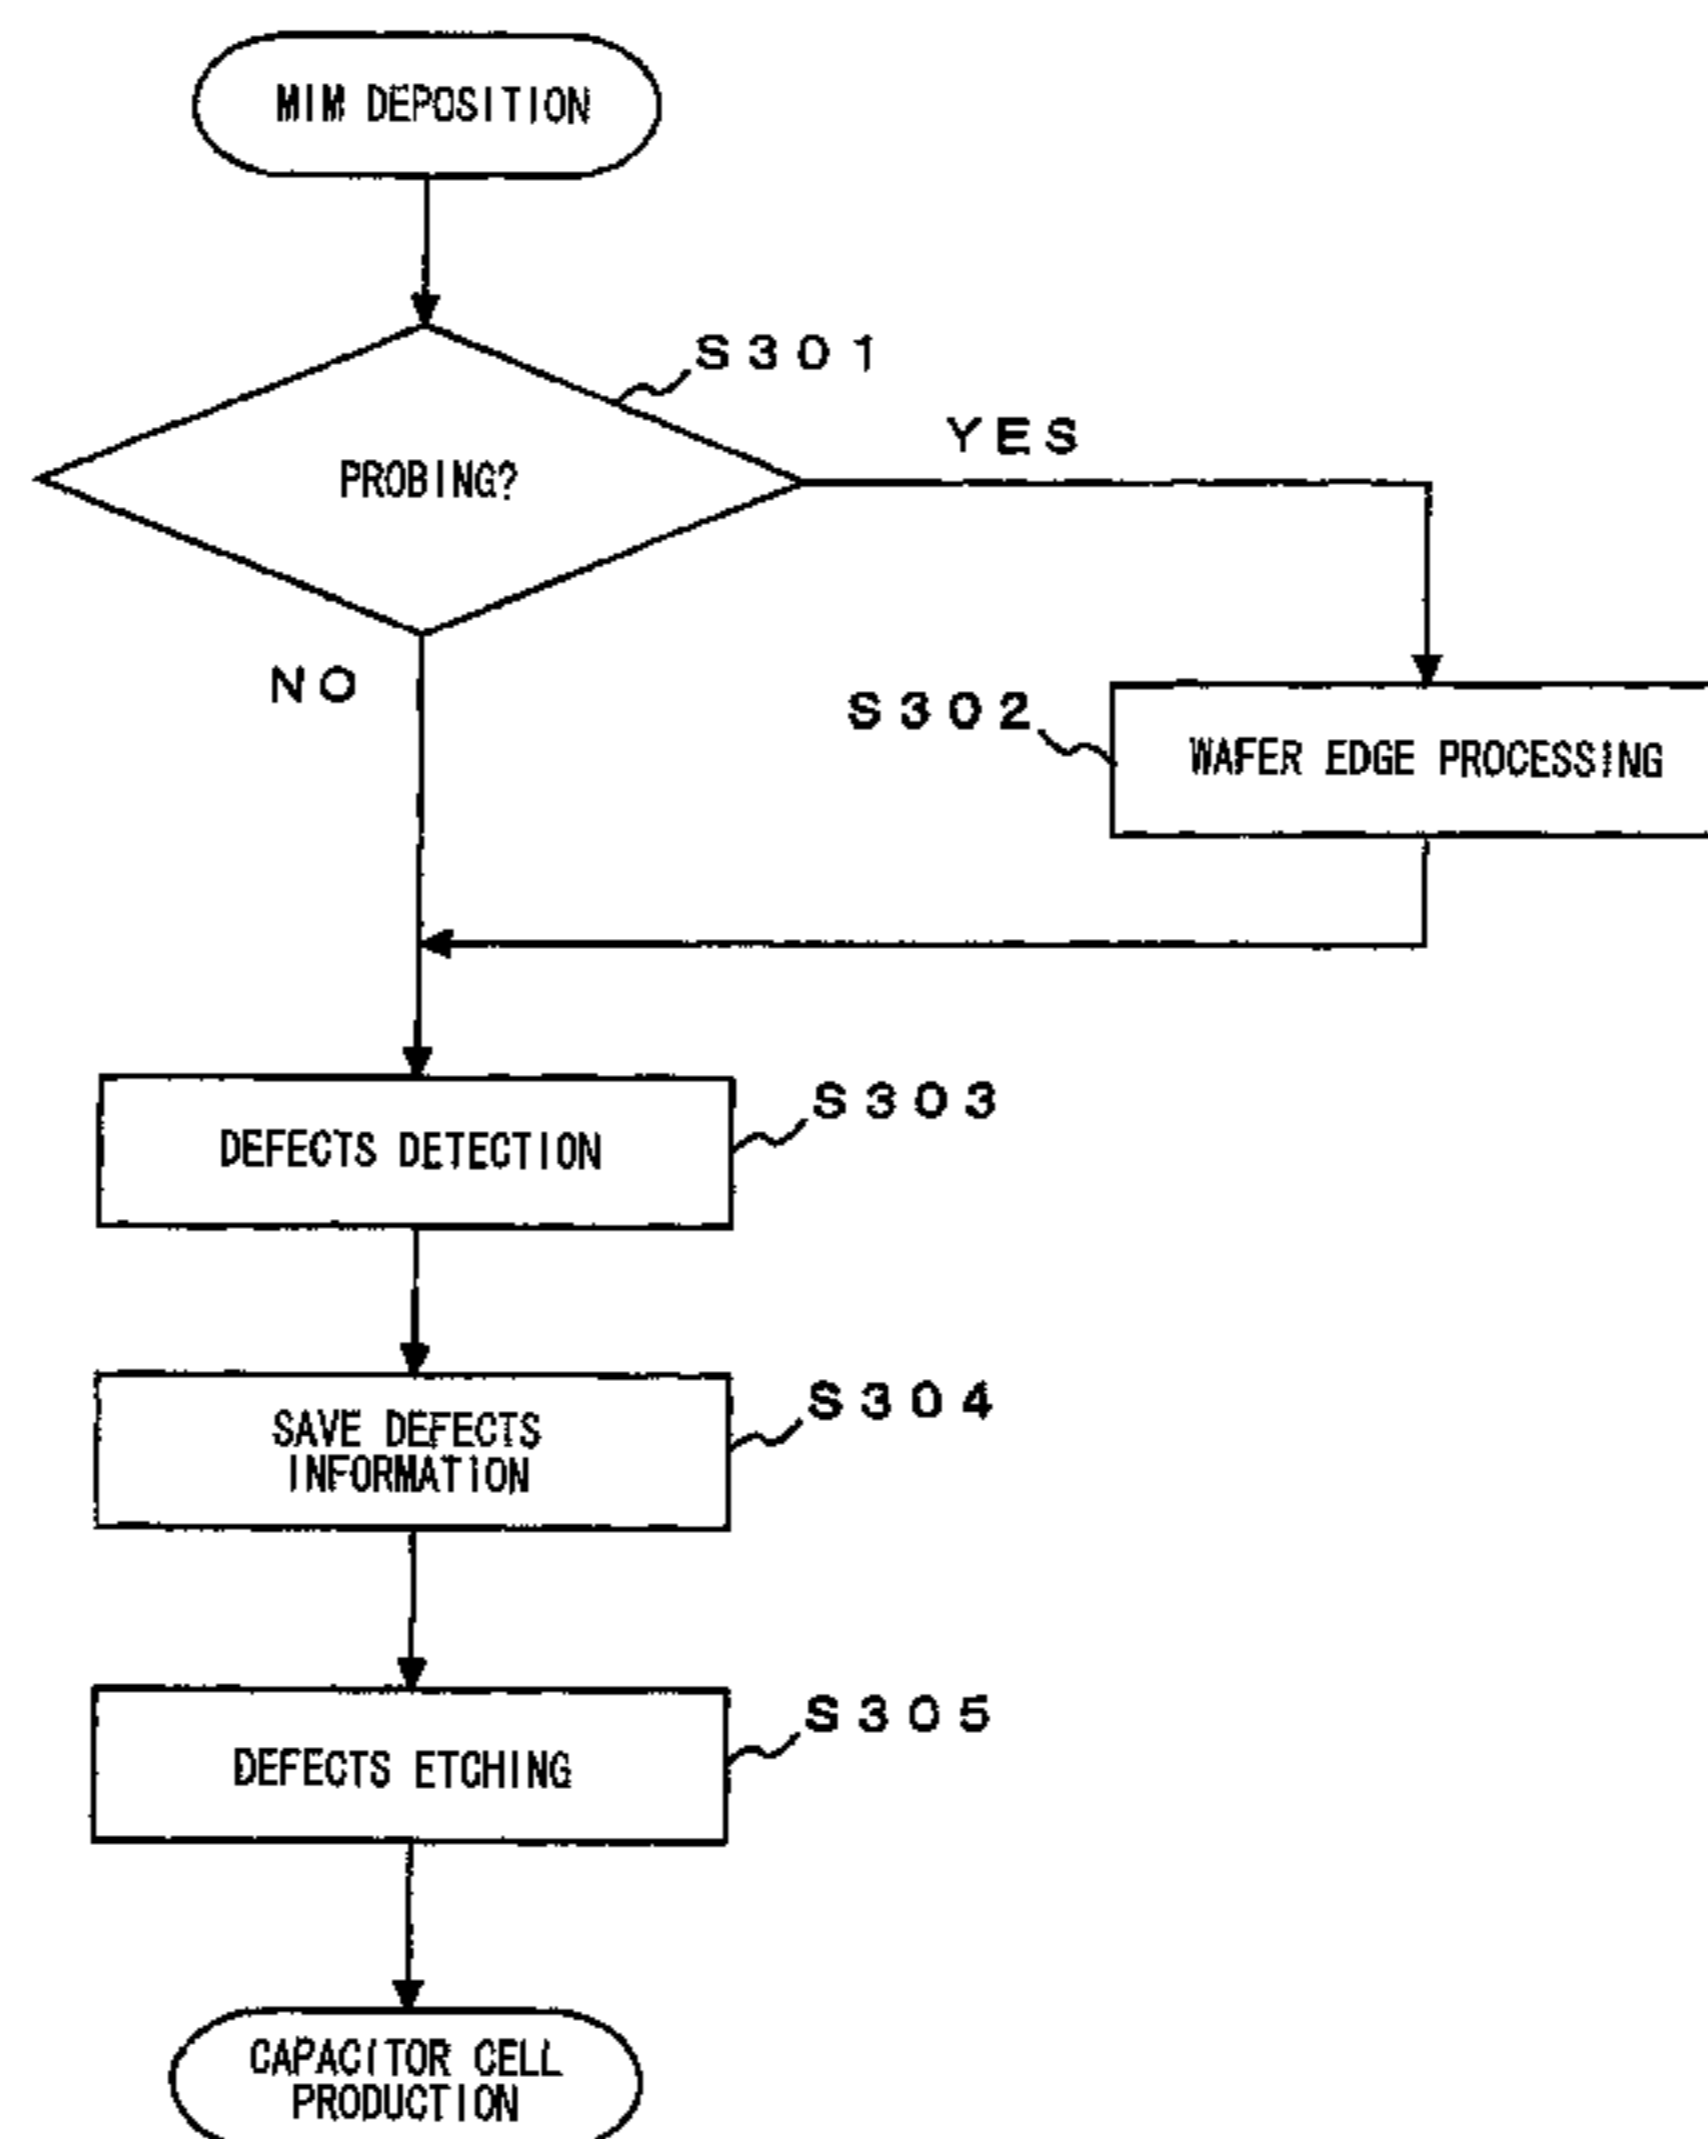 MIM DEPOSITION
S301
YES
PROBING?
NO
S302
WAFER EDGE PROCESSING
S303
DEFECTS DETECTION
S304
SAVE DEFECTS
INFORMATION
S305
DEFECTS ETCHING
CAPACITOR CELL
PRODUCTION